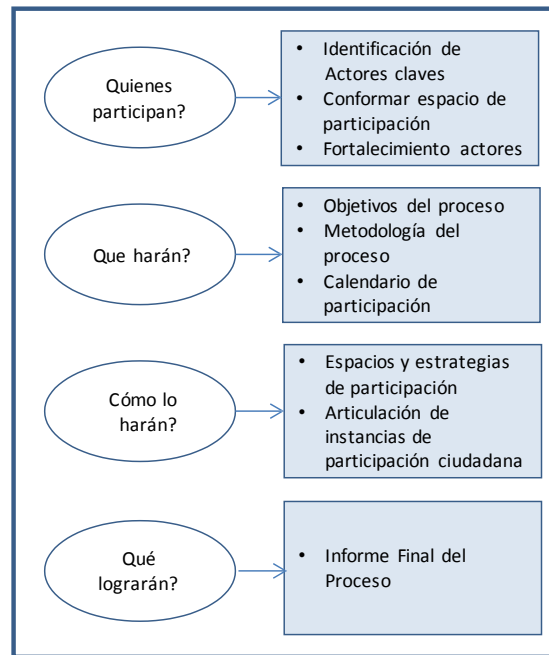 Quienes
participan?
• Identificación de
Actores claves
• Conformar espacio de
participación
• Fortalecimiento actores
Que harán?
• Objetivos del proceso
• Metodología del
proceso
• Calendario de
participación
Cómo lo
harán?
• Espacios y estrategias
de participación
• Articulación de
instancias de
participación ciudadana
Qué
lograrán?
• Informe Final del
Proceso